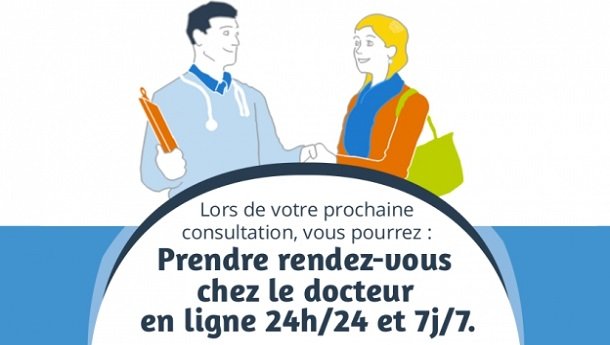 Lors de votre prochaine
consultation, vous pourrez :
Prendre rendez-vous
chez le docteur
en ligne 24h/24 et 7j/7.